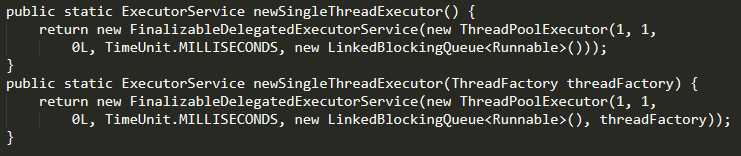 public static ExecutorService newSingleThreadExecutor() {
    return new FinalizableDelegatedExecutorService(new ThreadPoolExecutor(1, 1,
        0L, TimeUnit.MILLISECONDS, new LinkedBlockingQueue<Runnable>()));
}
public static ExecutorService newSingleThreadExecutor(ThreadFactory threadFactory) {
    return new FinalizableDelegatedExecutorService(new ThreadPoolExecutor(1, 1,
        0L, TimeUnit.MILLISECONDS, new LinkedBlockingQueue<Runnable>(), threadFactory));
}